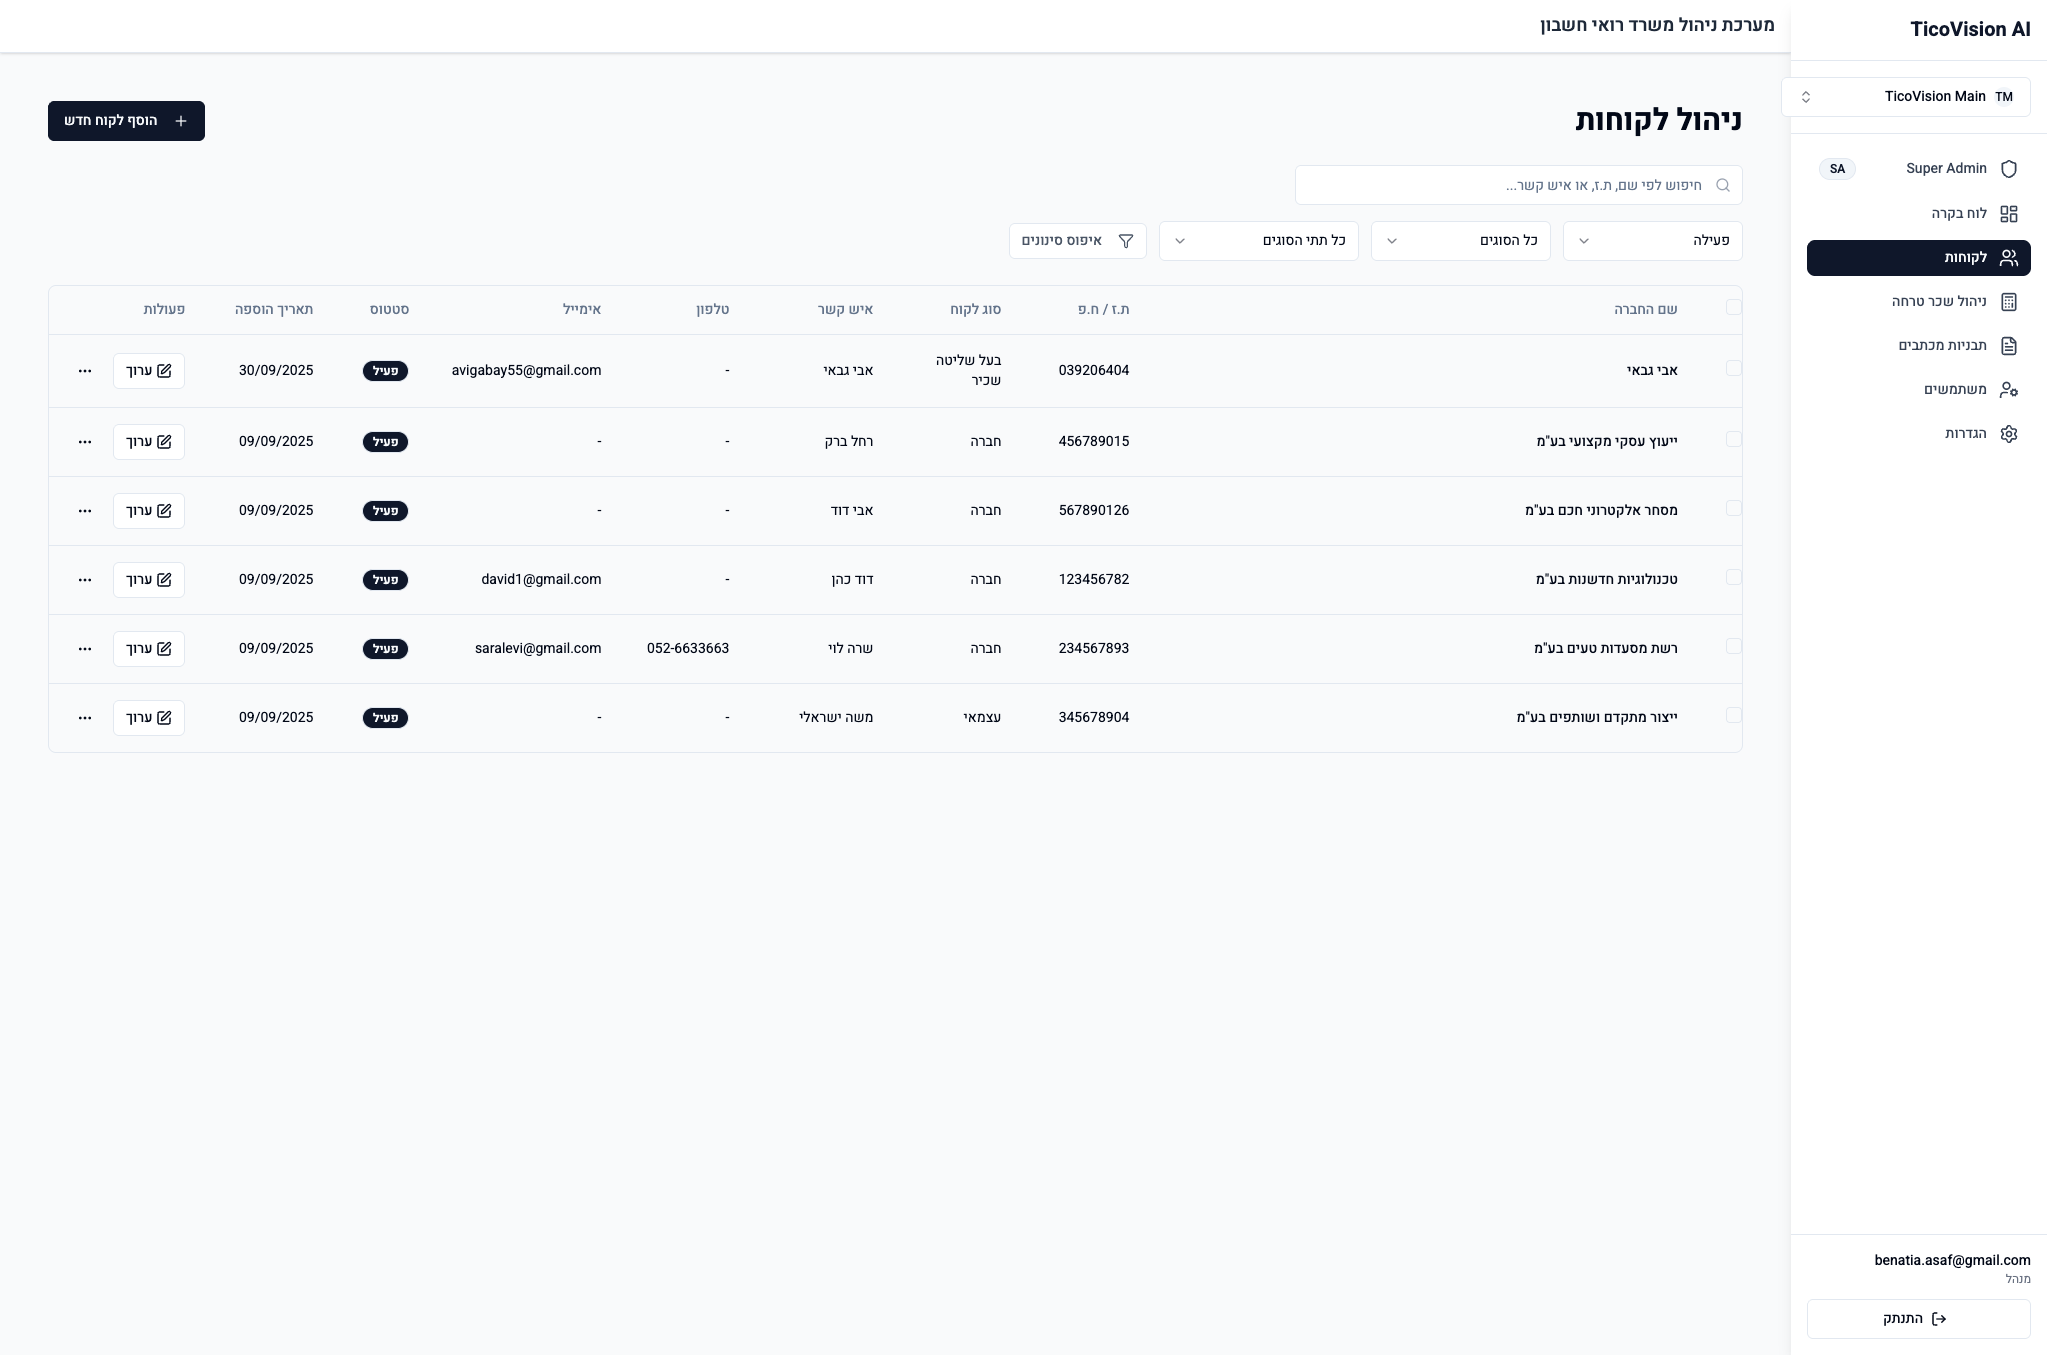 TicoVision AI
TM TicoVision Main
Super Admin SA
לוח בקרה
לקוחות
ניהול שכר טרחה
תבניות מכתבים
משתמשים
הגדרות
benatia.asaf@gmail.com
מנהל
התנתק
מערכת ניהול משרד רואי חשבון
ניהול לקוחות
הוסף לקוח חדש
חיפוש לפי שם, ת.ז, או איש קשר...
פעילה כל הסוגים כל תתי הסוגים איפוס סינונים
שם החברה ת.ז / ח.פ סוג לקוח איש קשר טלפון אימייל סטטוס תאריך הוספה פעולות
אבי גבאי 039206404 בעל שליטה שכיר אבי גבאי - avigabay55@gmail.com פעיל 30/09/2025 ערוך
ייעוץ עסקי מקצועי בע"מ 456789015 חברה רחל ברק - - פעיל 09/09/2025 ערוך
מסחר אלקטרוני חכם בע"מ 567890126 חברה אבי דוד - - פעיל 09/09/2025 ערוך
טכנולוגיות חדשנות בע"מ 123456782 חברה דוד כהן - david1@gmail.com פעיל 09/09/2025 ערוך
רשת מסעדות טעים בע"מ 234567893 חברה שרה לוי 052-6633663 saralevi@gmail.com פעיל 09/09/2025 ערוך
ייצור מתקדם ושותפים בע"מ 345678904 עצמאי משה ישראלי - - פעיל 09/09/2025 ערוך